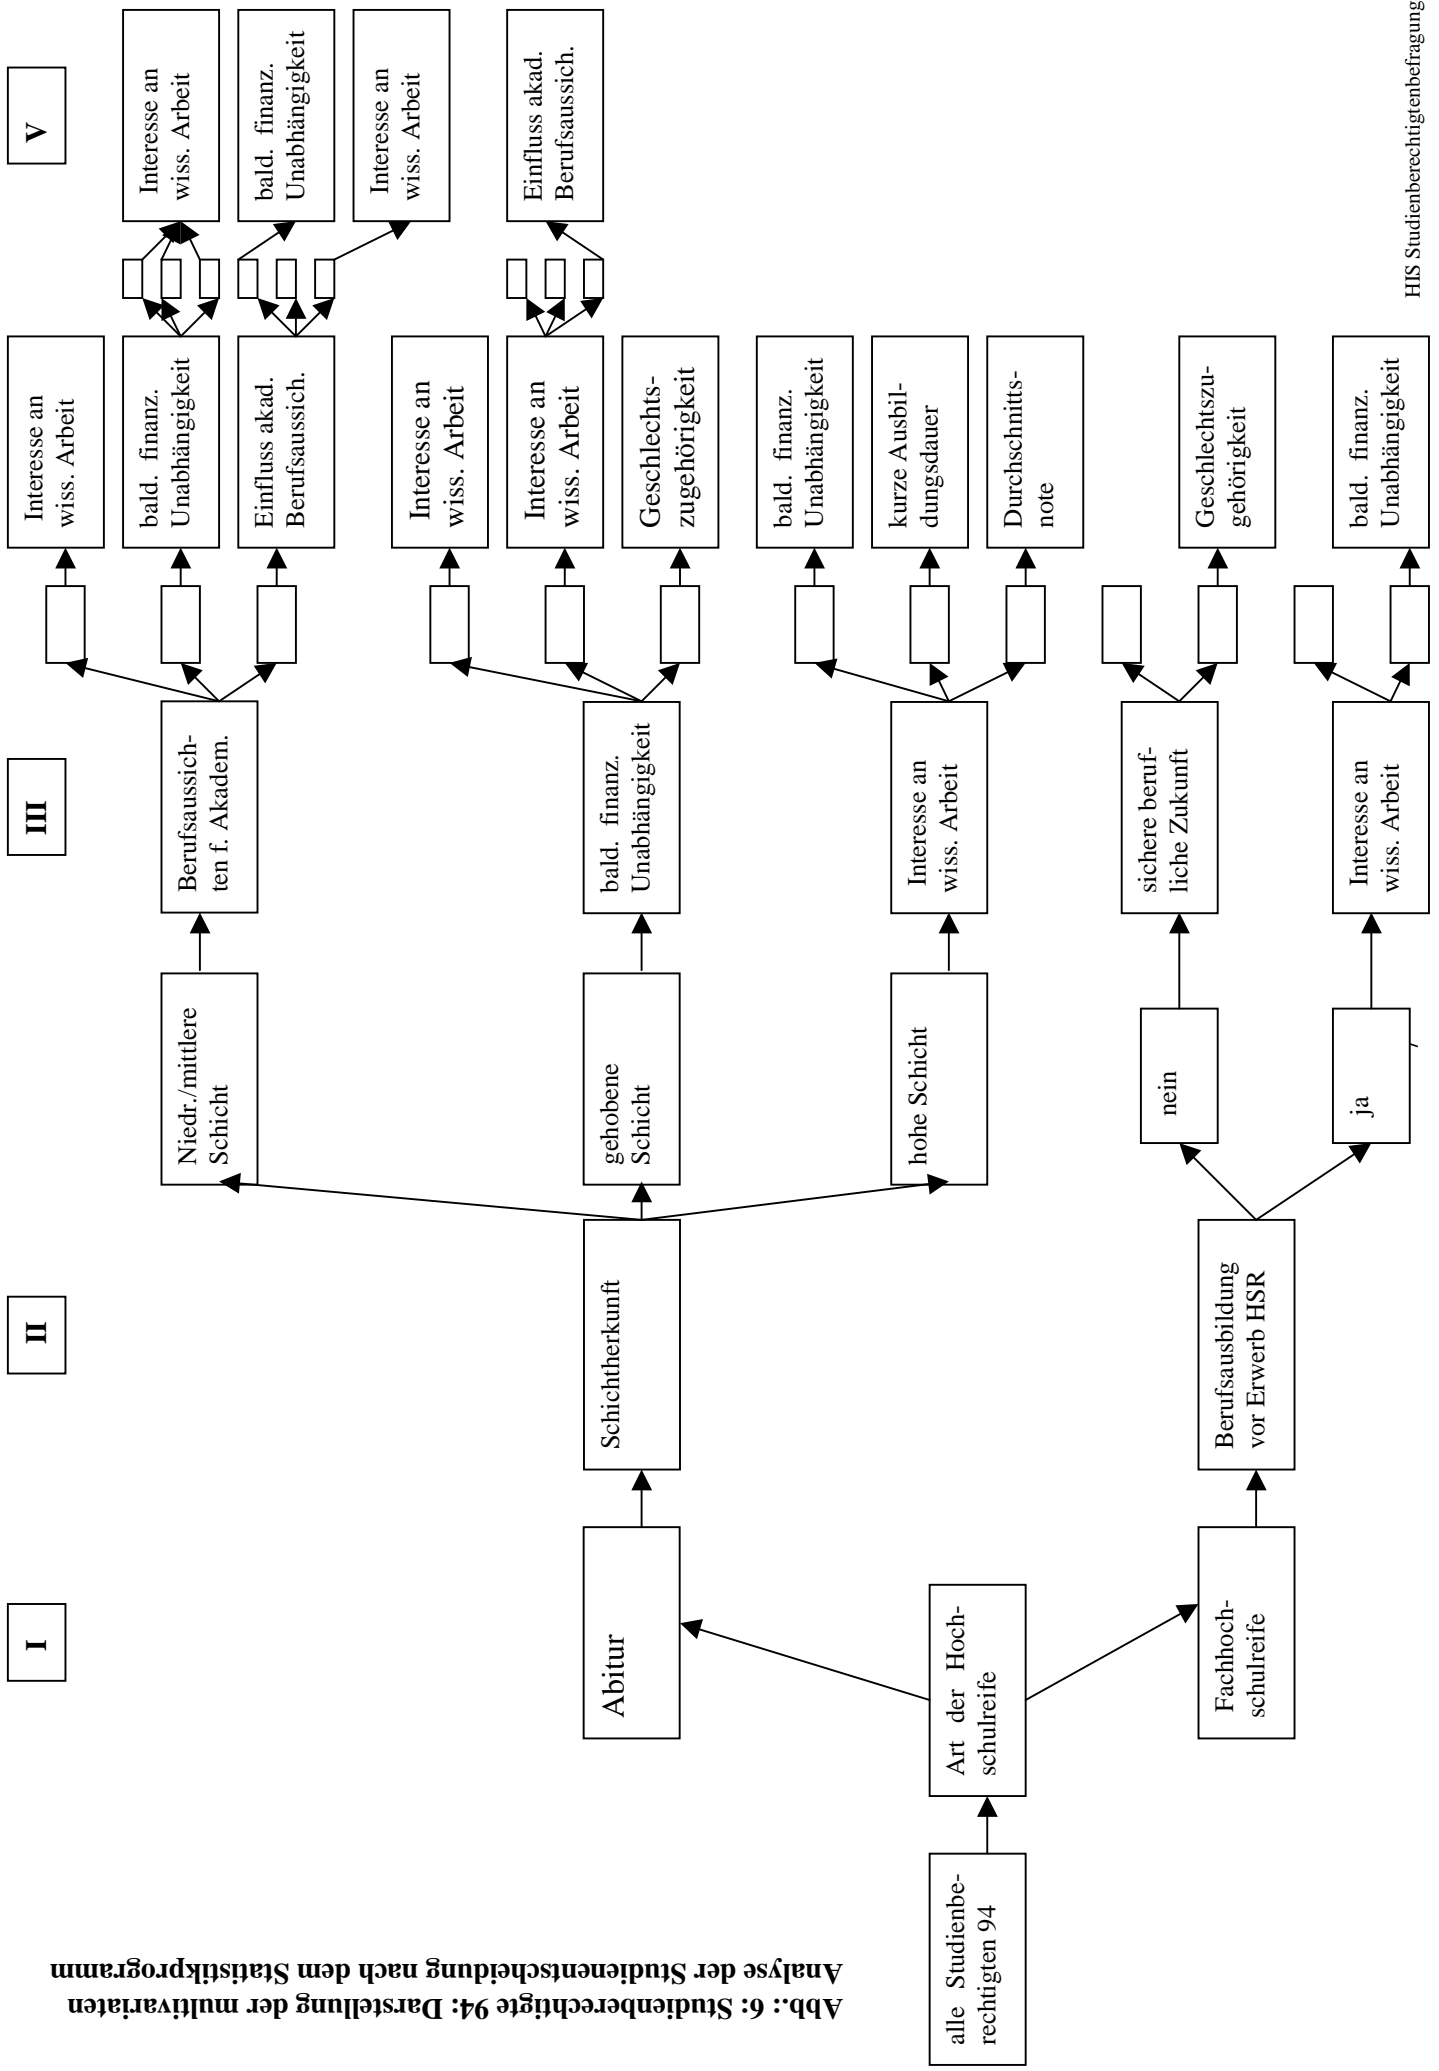 Abb.: 6: Studienberechtigte 94: Darstellung der multivariaten
Analyse der Studienentscheidung nach dem Statistikprogramm
I
II
III
V
alle Studienbe-
rechtigten 94
Art der Hoch-
schulreife
Abitur
Fachhoch-
schulreife
Schichtherkunft
Berufsausbildung
vor Erwerb HSR
Niedr./mittlere
Schicht
gehobene
Schicht
hohe Schicht
nein
ja
Berufsaussich-
ten f. Akadem.
bald. finanz.
Unabhängigkeit
Interesse an
wiss. Arbeit
sichere beruf-
liche Zukunft
Interesse an
wiss. Arbeit
Interesse an
wiss. Arbeit
bald. finanz.
Unabhängigkeit
Einfluss akad.
Berufsaussich.
Interesse an
wiss. Arbeit
Interesse an
wiss. Arbeit
Geschlechts-
zugehörigkeit
bald. finanz.
Unabhängigkeit
kurze Ausbil-
dungsdauer
Durchschnitts-
note
Geschlechtszu-
gehörigkeit
bald. finanz.
Unabhängigkeit
Interesse an
wiss. Arbeit
bald. finanz.
Unabhängigkeit
Interesse an
wiss. Arbeit
Einfluss akad.
Berufsaussich.
HIS Studienberechtigtenbefragung